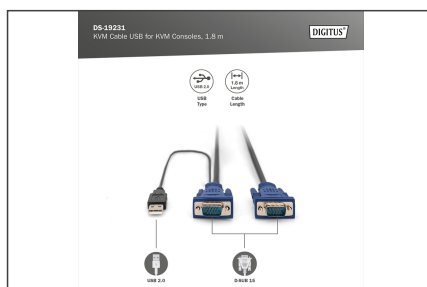 DS-19231
KVM Cable USB for KVM Consoles, 1.8 m
DIGITUS®
USB 2.0
1.8 m
Length
USB
Type
Cable
Length
USB 2.0
D-SUB 15